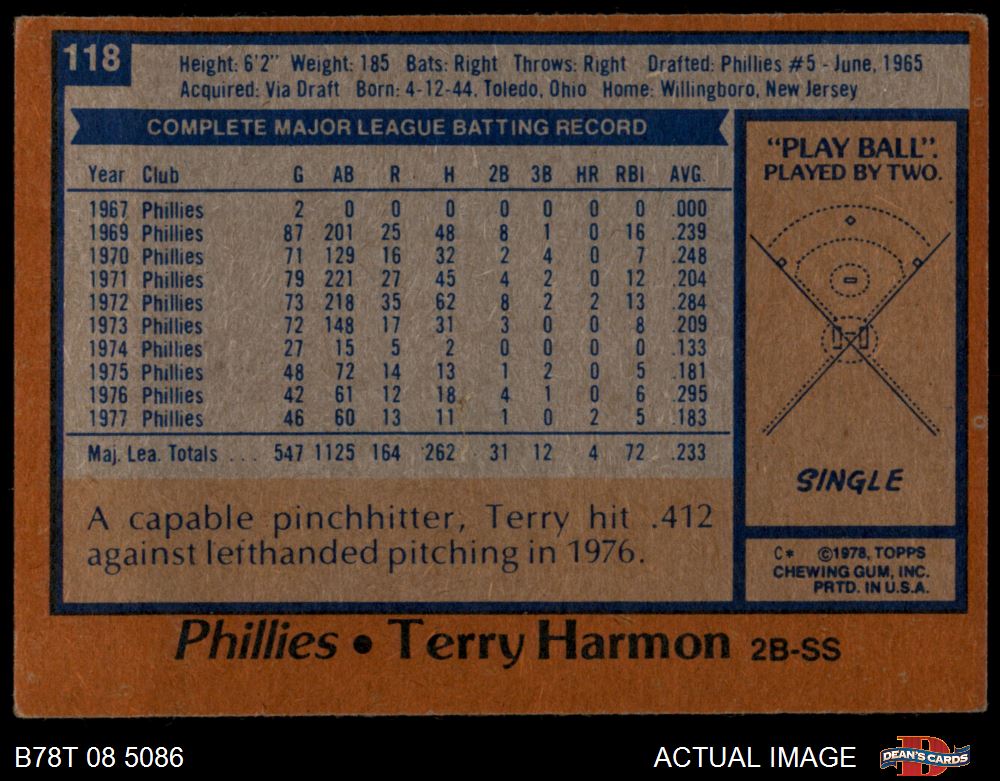 118
Height: 6'2" Weight: 185 Bats: Right Throws: Right Drafted: Phillies #5 - June, 1965
Acquired: Via Draft Born: 4-12-44, Toledo, Ohio Home: Willingboro, New Jersey
COMPLETE MAJOR LEAGUE BATTING RECORD
Year Club G AB R H 2B 3B HR RBI AVG.
1967 Phillies 2 0 0 0 0 0 0 0 .000
1969 Phillies 87 201 25 48 8 1 0 16 .239
1970 Phillies 71 129 16 32 2 4 0 7 .248
1971 Phillies 79 221 27 45 4 2 0 12 .204
1972 Phillies 73 218 35 62 8 2 2 13 .284
1973 Phillies 72 148 17 31 3 0 0 8 .209
1974 Phillies 27 15 5 2 0 0 0 0 .133
1975 Phillies 48 72 14 13 1 2 0 5 .181
1976 Phillies 42 61 12 18 4 1 0 6 .295
1977 Phillies 46 60 13 11 1 0 2 5 .183
Maj. Lea. Totals ... 547 1125 164 262 31 12 4 72 .233
A capable pinchhitter, Terry hit .412
against lefthanded pitching in 1976.
"PLAY BALL".
PLAYED BY TWO.
SINGLE
C* ©1978, TOPPS
CHEWING GUM, INC.
PRTD. IN U.S.A.
Phillies • Terry Harmon 2B-SS
B78T 08 5086
ACTUAL IMAGE
DEAN'S CARDS